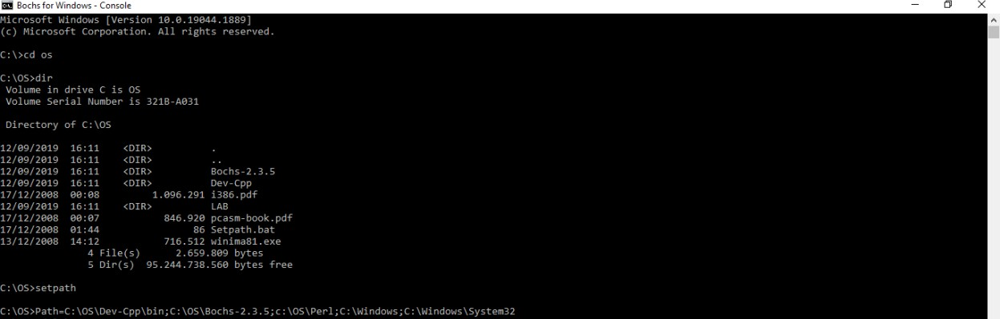 Bochs for Windows - Console
Microsoft Windows [Version 10.0.19044.1889]
(c) Microsoft Corporation. All rights reserved.
C:\>cd os
C:\OS>dir
 Volume in drive C is OS
 Volume Serial Number is 321B-A031
 Directory of C:\OS
12/09/2019  16:11    <DIR>          .
12/09/2019  16:11    <DIR>          ..
12/09/2019  16:11    <DIR>          Bochs-2.3.5
12/09/2019  16:11    <DIR>          Dev-Cpp
17/12/2008  00:08         1.096.291 i386.pdf
12/09/2019  16:11    <DIR>          LAB
17/12/2008  00:07           846.920 pcasm-book.pdf
17/12/2008  01:44                86 Setpath.bat
13/12/2008  14:12           716.512 winima81.exe
               4 File(s)      2.659.809 bytes
               5 Dir(s)  95.244.738.560 bytes free
C:\OS>setpath
C:\OS>Path=C:\OS\Dev-Cpp\bin;C:\OS\Bochs-2.3.5;c:\OS\Perl;C:\Windows;C:\Windows\System32